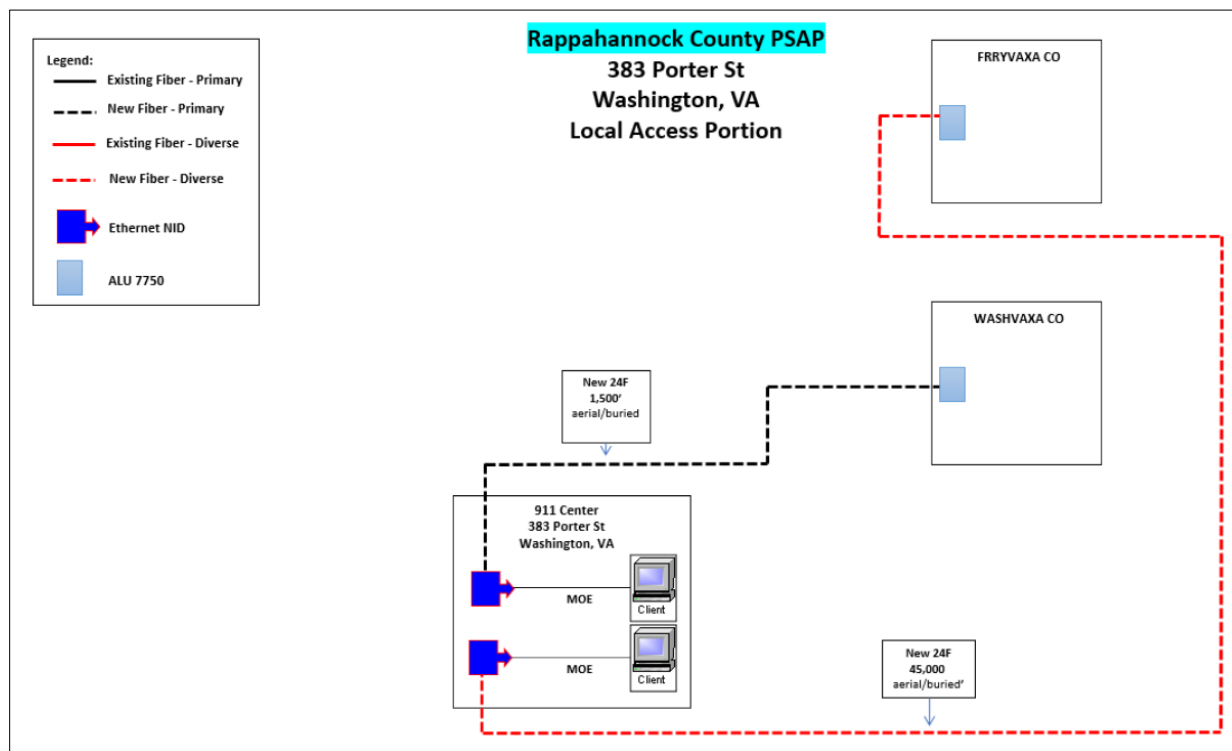 Rappahannock County PSAP
383 Porter St
Washington, VA
Local Access Portion
Legend:
Existing Fiber - Primary
New Fiber - Primary
Existing Fiber - Diverse
New Fiber - Diverse
Ethernet NID
ALU 7750
FRRYVAXA CO
WASHVAXA CO
New 24F
1,500'
aerial/buried
911 Center
383 Porter St
Washington, VA
MOE
Client
MOE
Client
New 24F
45,000
aerial/buried'